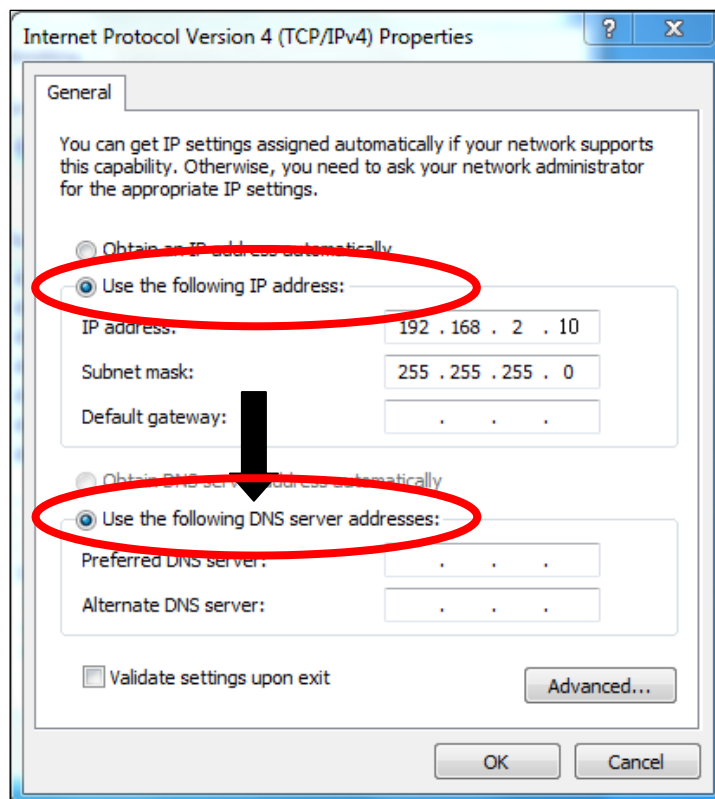 Internet Protocol Version 4 (TCP/IPv4) Properties
? X
General
You can get IP settings assigned automatically if your network supports
this capability. Otherwise, you need to ask your network administrator
for the appropriate IP settings.
Obtain an IP address automatically
Use the following IP address:
IP address: 192 . 168 . 2 . 10
Subnet mask: 255 . 255 . 255 . 0
Default gateway: . . .
Obtain DNS server address automatically
Use the following DNS server addresses:
Preferred DNS server: . . .
Alternate DNS server: . . .
Validate settings upon exit
Advanced...
OK Cancel